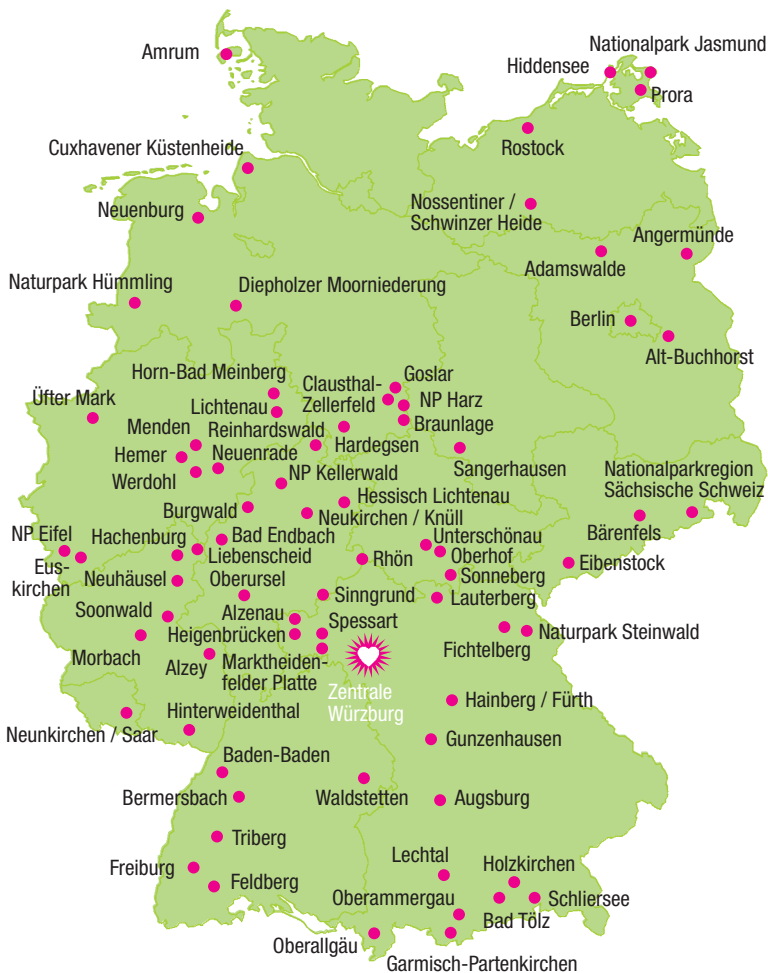 Amrum
Nationalpark Jasmund
Hiddensee
Prora
Rostock
Cuxhavener Küstenheide
Neuenburg
Nossentiner /
Schwinzer Heide
Angermünde
Adamswalde
Naturpark Hümmling
Diepholzer Moorniederung
Berlin
Alt-Buchhorst
Horn-Bad Meinberg
Clausthal-
Zellerfeld
Goslar
NP Harz
Braunlage
Üfter Mark
Lichtenau
Reinhardswald
Hardegsen
Menden
Hemer
Neuenrade
Werdohl
NP Kellerwald
Sangerhausen
Nationalparkregion
Sächsische Schweiz
Burgwald
Hessisch Lichtenau
Neukirchen / Knüll
Bärenfels
NP Eifel
Eus-
kirchen
Hachenburg
Bad Endbach
Liebenscheid
Unterschönau
Oberhof
Eibenstock
Neuhäusel
Oberursel
Rhön
Sonneberg
Sinngrund
Lauterberg
Soonwald
Alzenau
Spessart
Heigenbrücken
Morbach
Alzey
Marktheiden-
felder Platte
Fichtelberg
Naturpark Steinwald
Zentrale
Würzburg
Hainberg / Fürth
Neunkirchen / Saar
Hinterweidenthal
Gunzenhausen
Baden-Baden
Bermersbach
Waldstetten
Augsburg
Triberg
Freiburg
Feldberg
Lechtal
Holzkirchen
Oberammergau
Schliersee
Bad Tölz
Oberallgäu
Garmisch-Partenkirchen